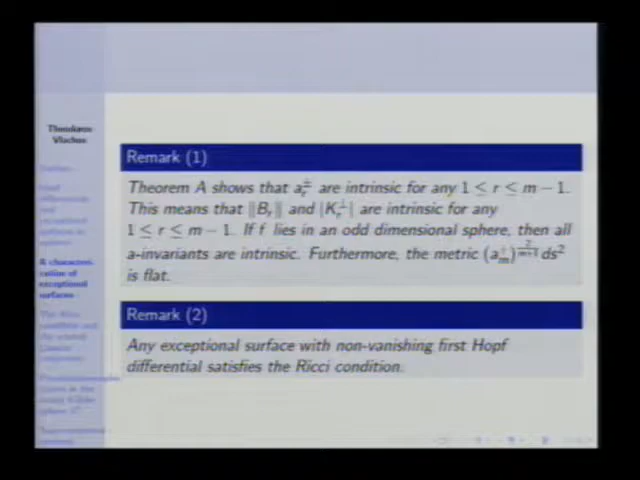 Theodoros
Vlachos
A characteri-
zation of
exceptional
surfaces
Remark (1)
Theorem A shows that a_r^± are intrinsic for any 1 ≤ r ≤ m − 1.
This means that ‖B_r‖ and |K_r^⊥| are intrinsic for any
1 ≤ r ≤ m − 1. If f lies in an odd dimensional sphere, then all
a-invariants are intrinsic. Furthermore, the metric (a_m^+)^{2/(m+1)} ds²
is flat.
Remark (2)
Any exceptional surface with non-vanishing first Hopf
differential satisfies the Ricci condition.